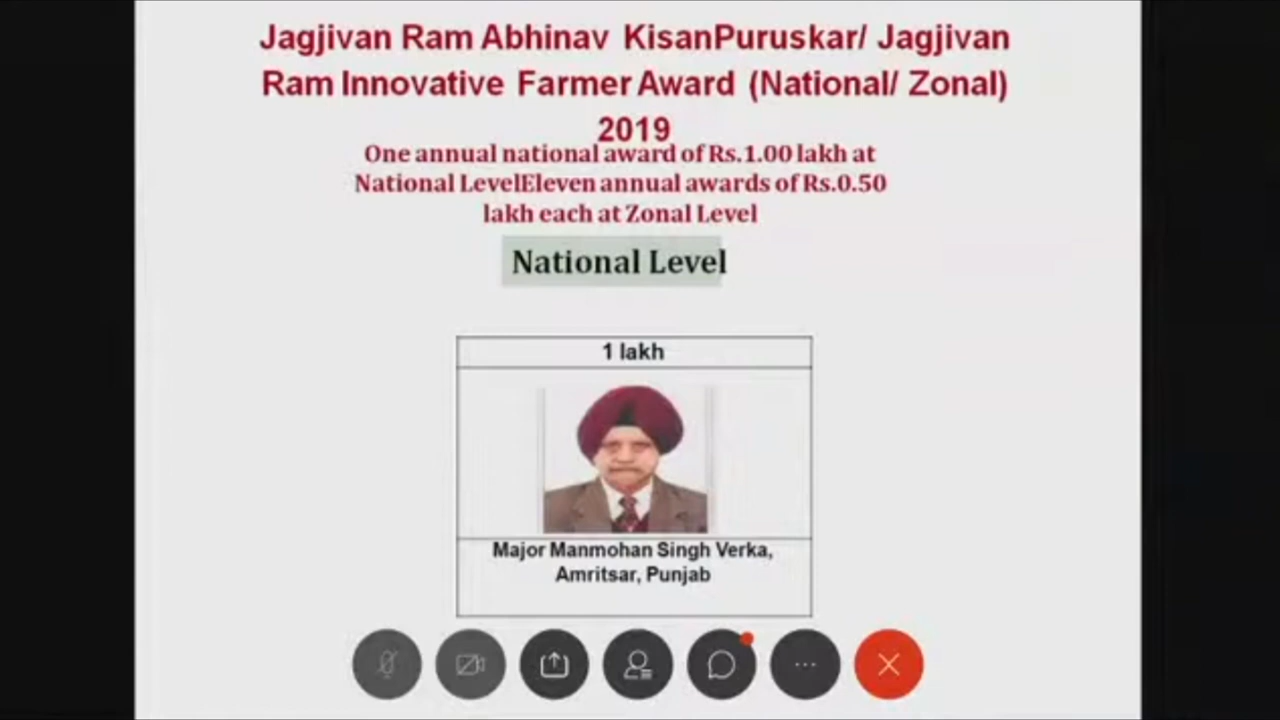 Jagjivan Ram Abhinav KisanPuruskar/ Jagjivan
Ram Innovative Farmer Award (National/ Zonal)
2019
One annual national award of Rs.1.00 lakh at
National LevelEleven annual awards of Rs.0.50
lakh each at Zonal Level
National Level
1 lakh
Major Manmohan Singh Verka,
Amritsar, Punjab